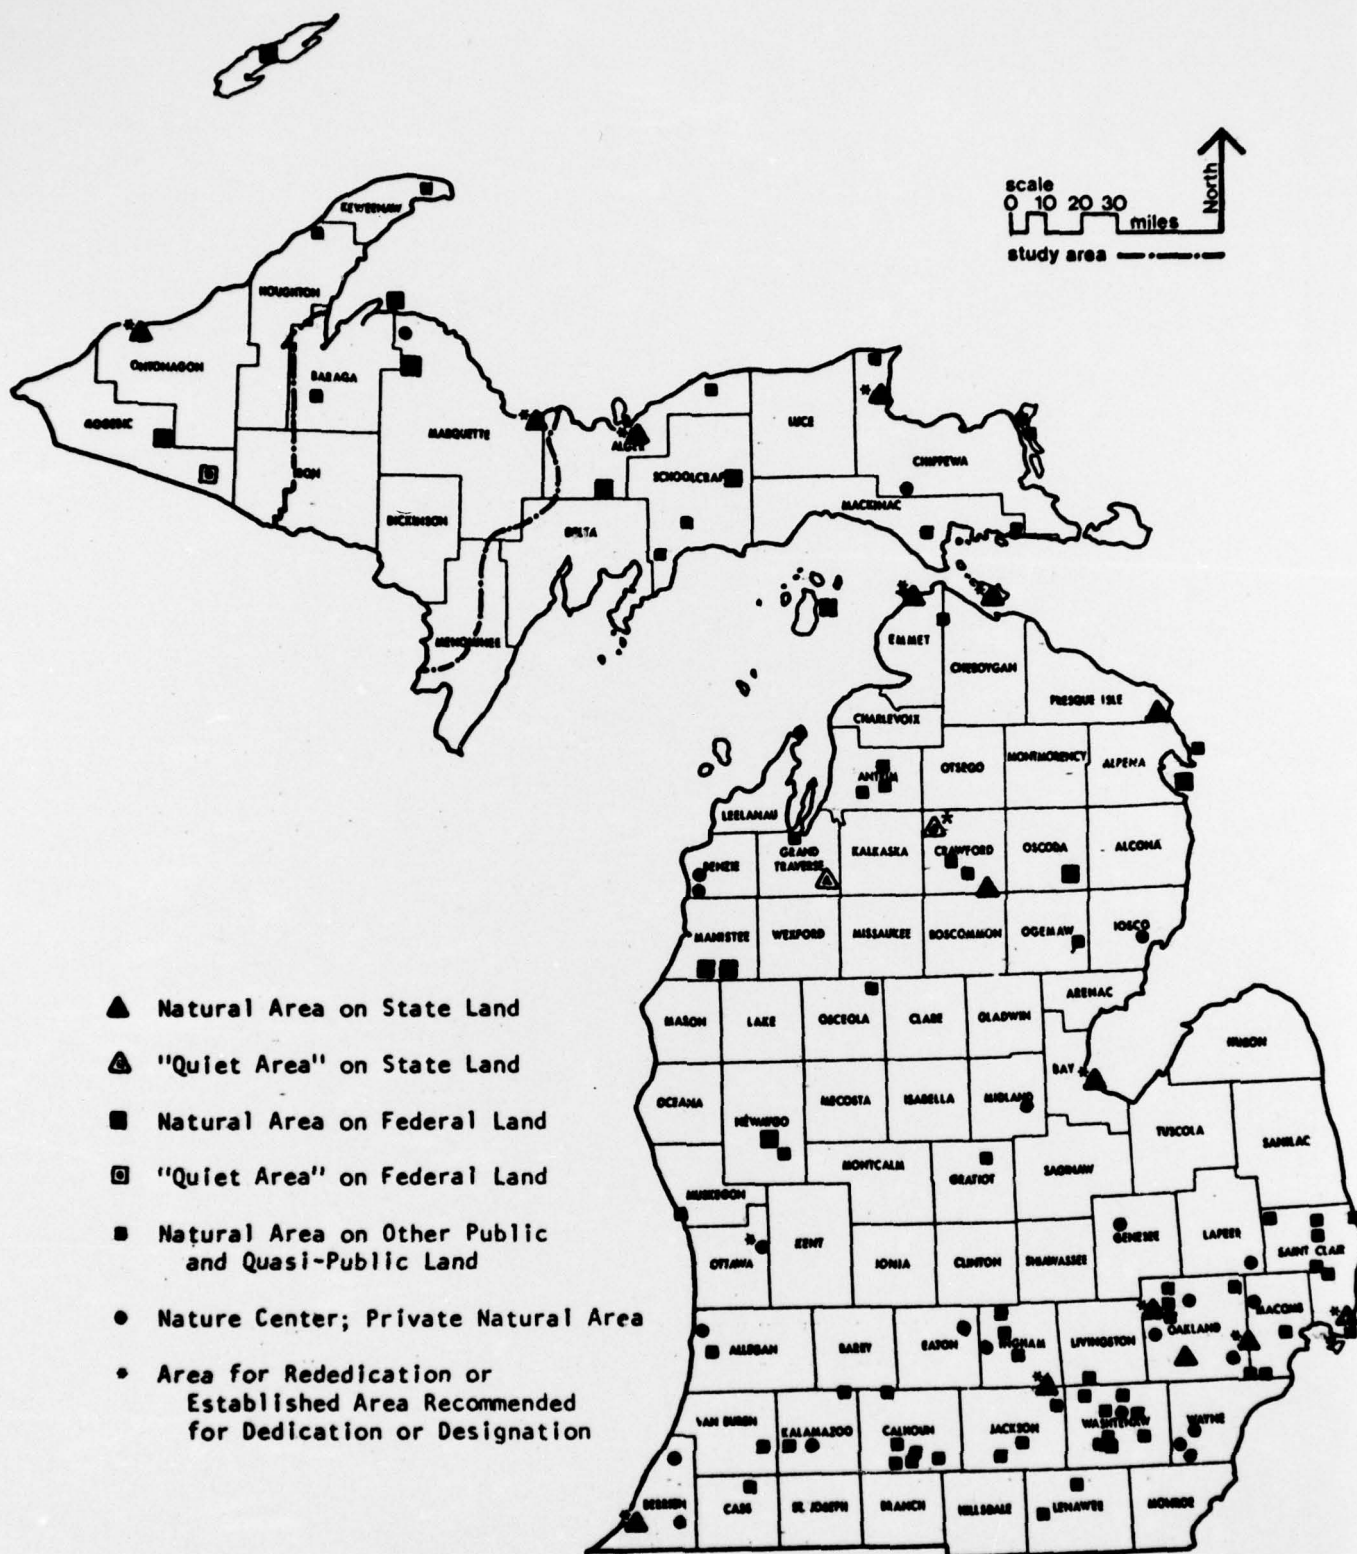 scale
0 10 20 30
miles
North
study area
KEWEENAW
HOUGHTON
ONTONAGON
BARAGA
GOGEBIC
MARQUETTE
ALGER
LUCE
CHIPPEWA
IRON
SCHOOLCRAFT
MACKINAC
DICKINSON
DELTA
MENOMINEE
EMMET
CHEBOYGAN
PRESQUE ISLE
CHARLEVOIX
ANTRIM
OTSEGO
MONTMORENCY
ALPENA
LEELANAU
BENZIE
GRAND
TRAVERSE
KALKASKA
CRAWFORD
OSCODA
ALCONA
MANISTEE
WEXFORD
MISSAUKEE
ROSCOMMON
OGEMAW
IOSCO
ARENAC
MASON
LAKE
OSCEOLA
CLARE
GLADWIN
HURON
BAY
OCEANA
NEWAYGO
MECOSTA
ISABELLA
MIDLAND
TUSCOLA
SANILAC
MONTCALM
GRATIOT
SAGINAW
MUSKEGON
OTTAWA
KENT
IONIA
CLINTON
SHIAWASSEE
GENESEE
LAPEER
SAINT CLAIR
ALLEGAN
BARRY
EATON
INGHAM
LIVINGSTON
OAKLAND
MACOMB
VAN BUREN
KALAMAZOO
CALHOUN
JACKSON
WASHTENAW
WAYNE
BERRIEN
CASS
ST. JOSEPH
BRANCH
HILLSDALE
LENAWEE
MONROE
Natural Area on State Land
"Quiet Area" on State Land
Natural Area on Federal Land
"Quiet Area" on Federal Land
Natural Area on Other Public
and Quasi-Public Land
Nature Center; Private Natural Area
* Area for Rededication or
Established Area Recommended
for Dedication or Designation